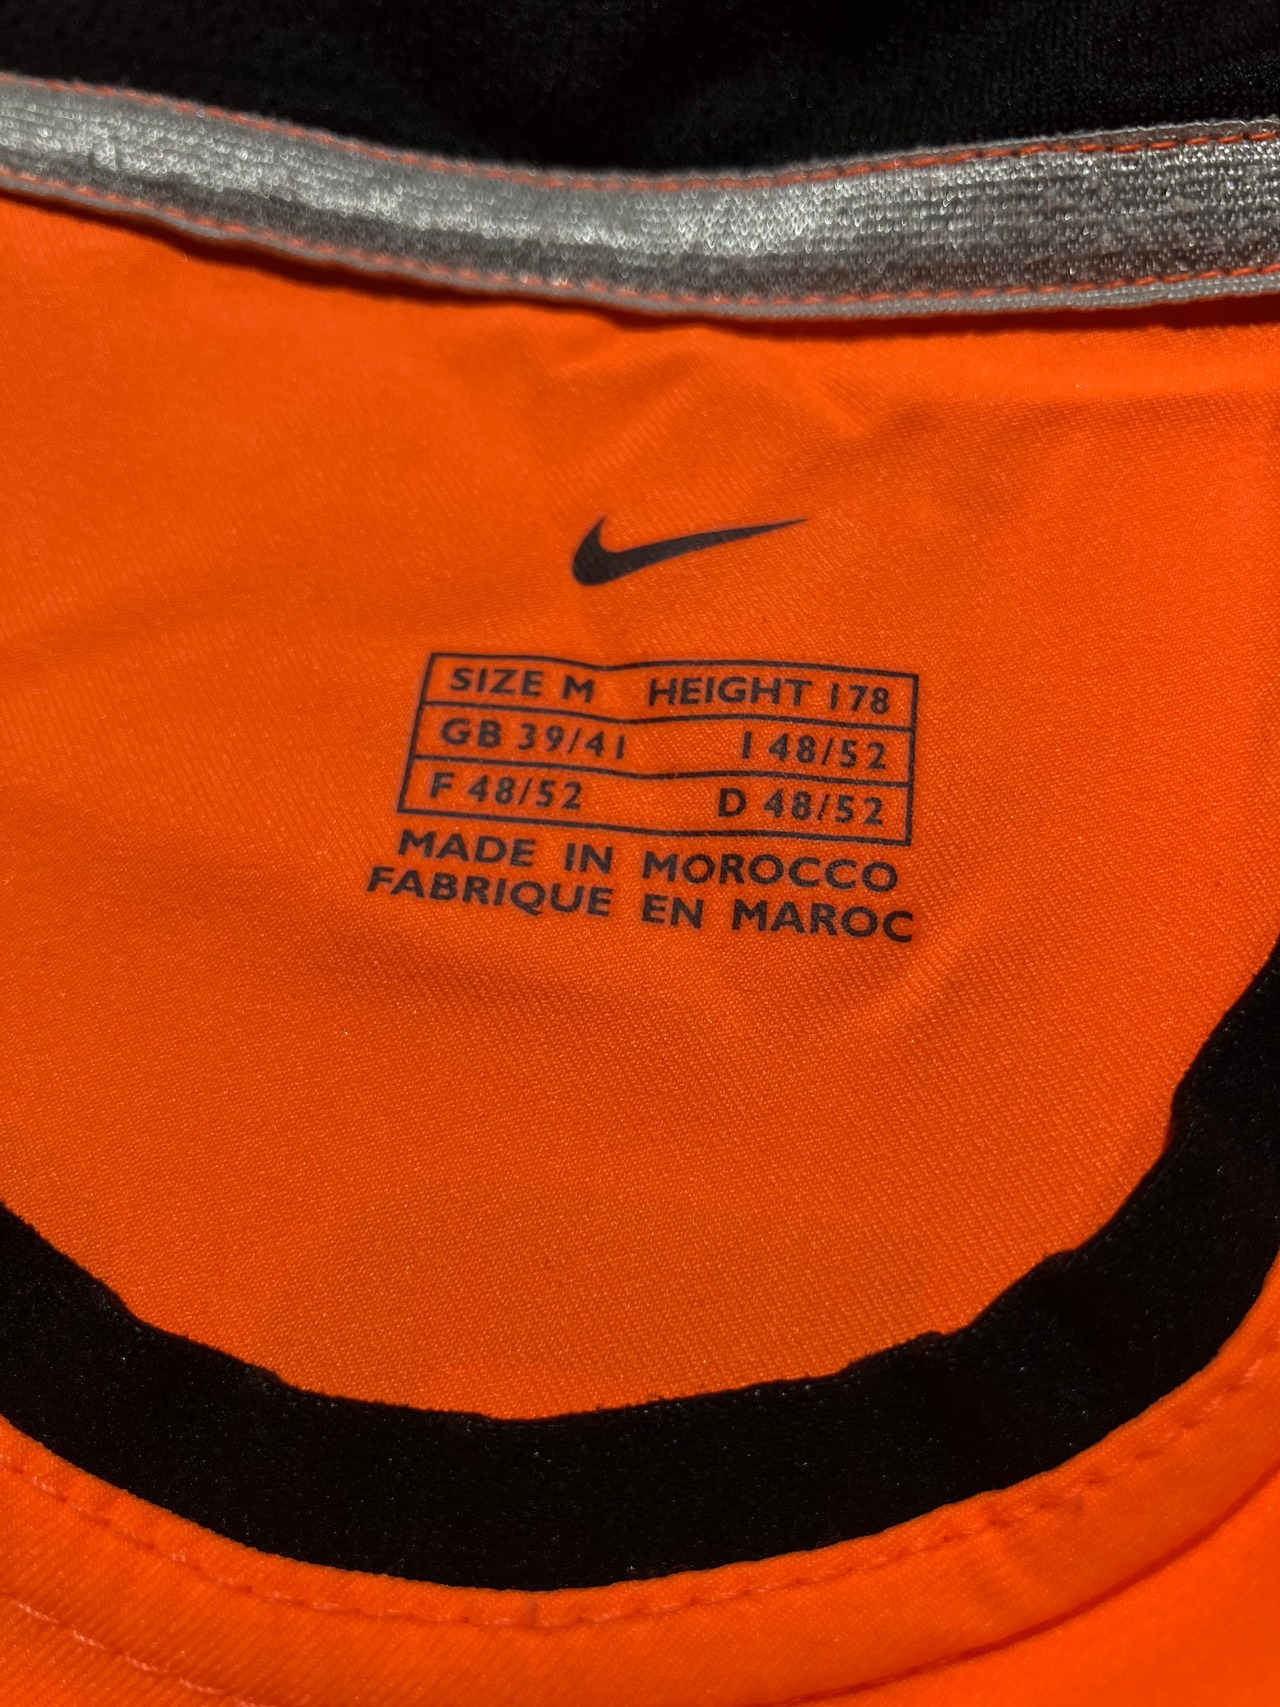 SIZE M HEIGHT 178
GB 39/41 I 48/52
F 48/52 D 48/52
MADE IN MOROCCO
FABRIQUE EN MAROC